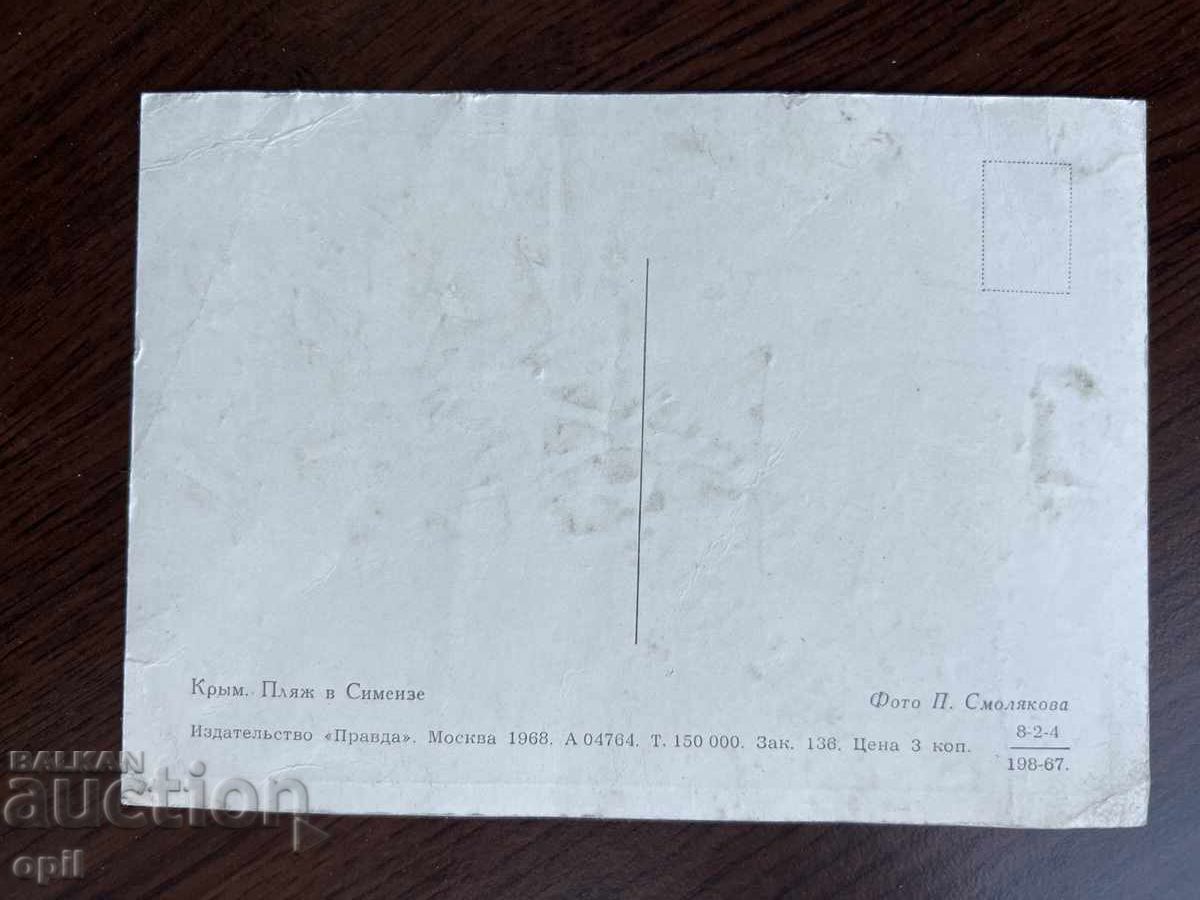 Крым. Пляж в Симеизе
Фото П. Смолякова
Издательство «Правда». Москва 1968. А 04764. Т. 150 000. Зак. 136. Цена 3 коп.
8-2-4
198-67.
BALKAN
auction
opil